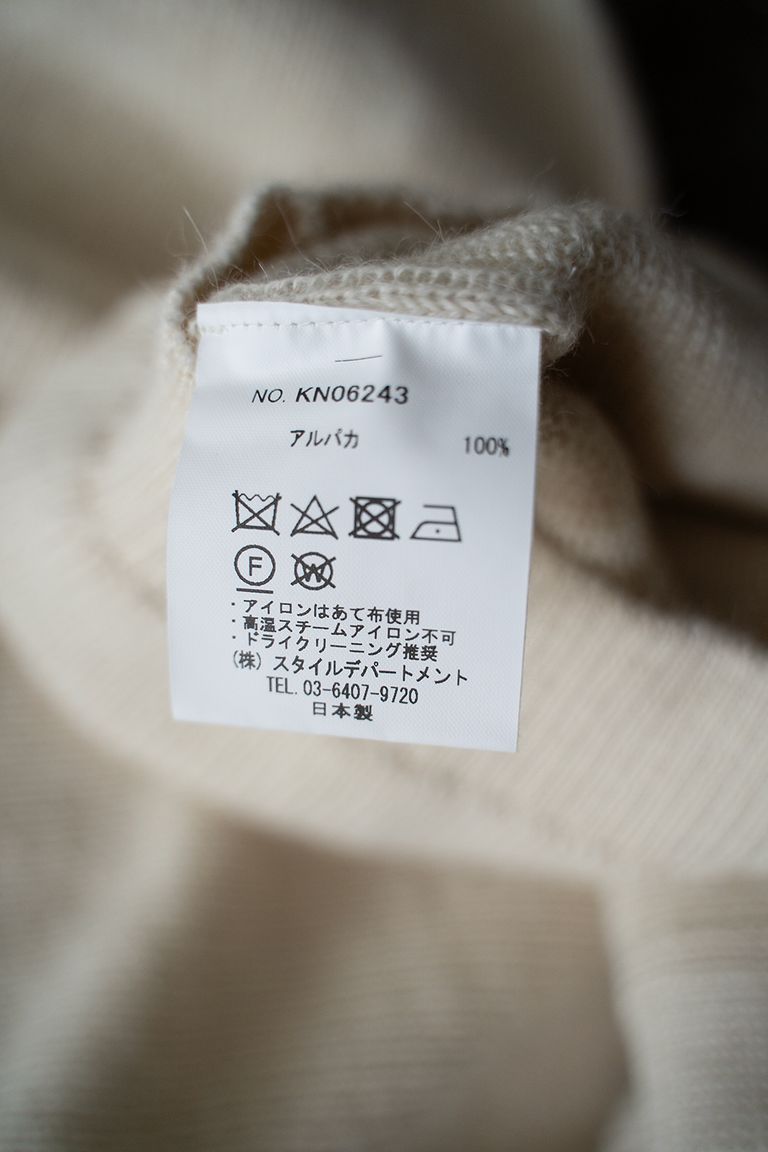 NO. KN06243
アルパカ 100%
F W
・アイロンはあて布使用
・高温スチームアイロン不可
・ドライクリーニング推奨
(株) スタイルデパートメント
TEL. 03-6407-9720
日本製